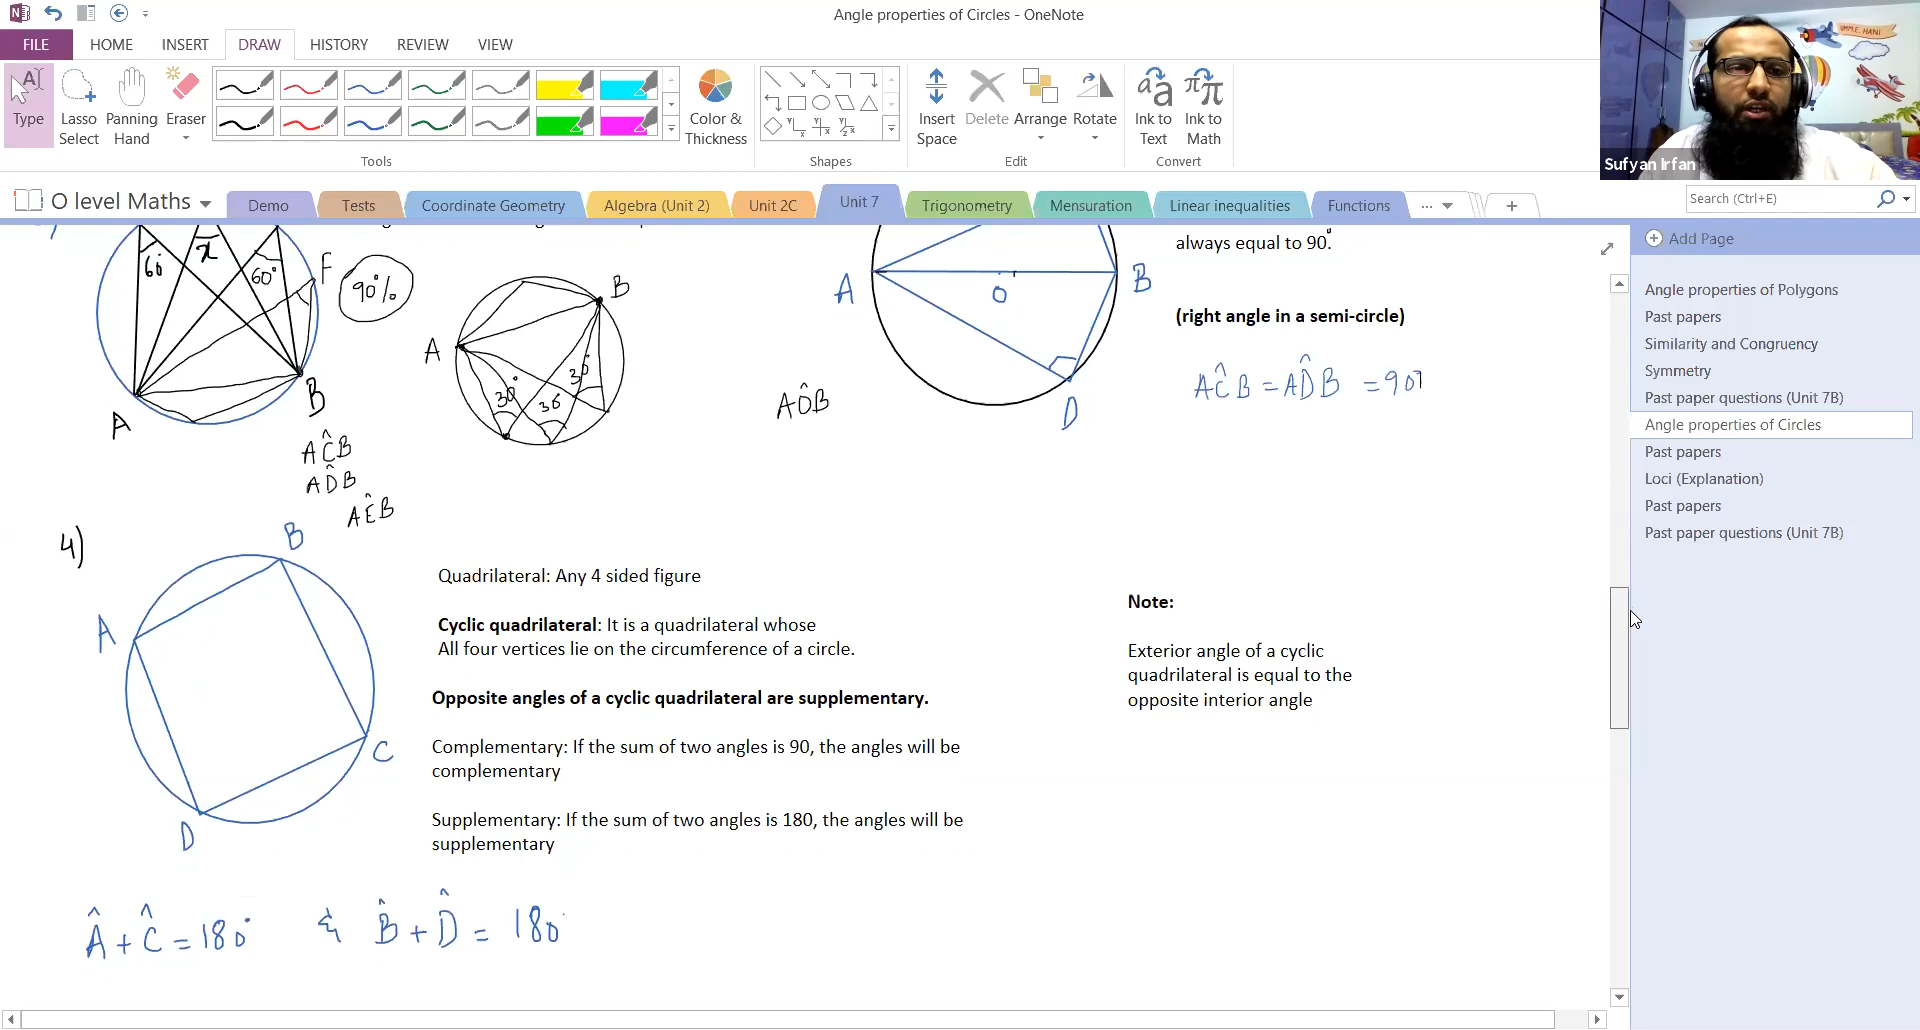 Angle properties of Circles - OneNote
FILE HOME INSERT DRAW HISTORY REVIEW VIEW
Type
Lasso Select
Panning Hand
Eraser
Color & Thickness
Insert Space
Delete
Arrange
Rotate
Ink to Text
Ink to Math
Tools
Shapes
Edit
Convert
Sufyan Irfan
O level Maths
Demo
Tests
Coordinate Geometry
Algebra (Unit 2)
Unit 2C
Unit 7
Trigonometry
Mensuration
Linear inequalities
Functions
Search (Ctrl+E)
Add Page
Angle properties of Polygons
Past papers
Similarity and Congruency
Symmetry
Past paper questions (Unit 7B)
Angle properties of Circles
Past papers
Loci (Explanation)
Past papers
Past paper questions (Unit 7B)
60° x 60° F
90%
A B
AĈB
AD̂B
AÊB
A B
30° 30° 30
A B
O
D
AÔB
always equal to 90°.
(right angle in a semi-circle)
AĈB = AD̂B = 90°
4)
A B C D
Quadrilateral: Any 4 sided figure
Cyclic quadrilateral: It is a quadrilateral whose
All four vertices lie on the circumference of a circle.
Opposite angles of a cyclic quadrilateral are supplementary.
Complementary: If the sum of two angles is 90, the angles will be
complementary
Supplementary: If the sum of two angles is 180, the angles will be
supplementary
Note:
Exterior angle of a cyclic
quadrilateral is equal to the
opposite interior angle
Â + Ĉ = 180° & B̂ + D̂ = 180°